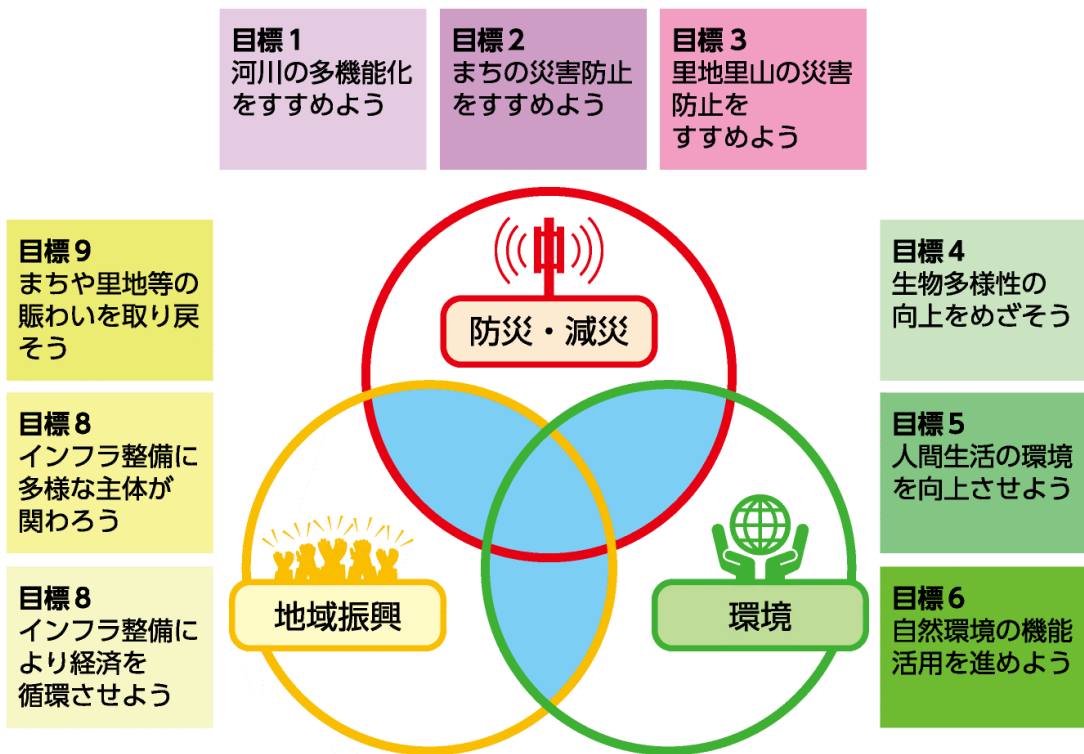 目標1
河川の多機能化
をすすめよう
目標2
まちの災害防止
をすすめよう
目標3
里地里山の災害
防止を
すすめよう
目標9
まちや里地等の
賑わいを取り戻
そう
目標8
インフラ整備に
多様な主体が
関わろう
目標8
インフラ整備に
より経済を
循環させよう
防災・減災
地域振興
環境
目標4
生物多様性の
向上をめざそう
目標5
人間生活の環境
を向上させよう
目標6
自然環境の機能
活用を進めよう